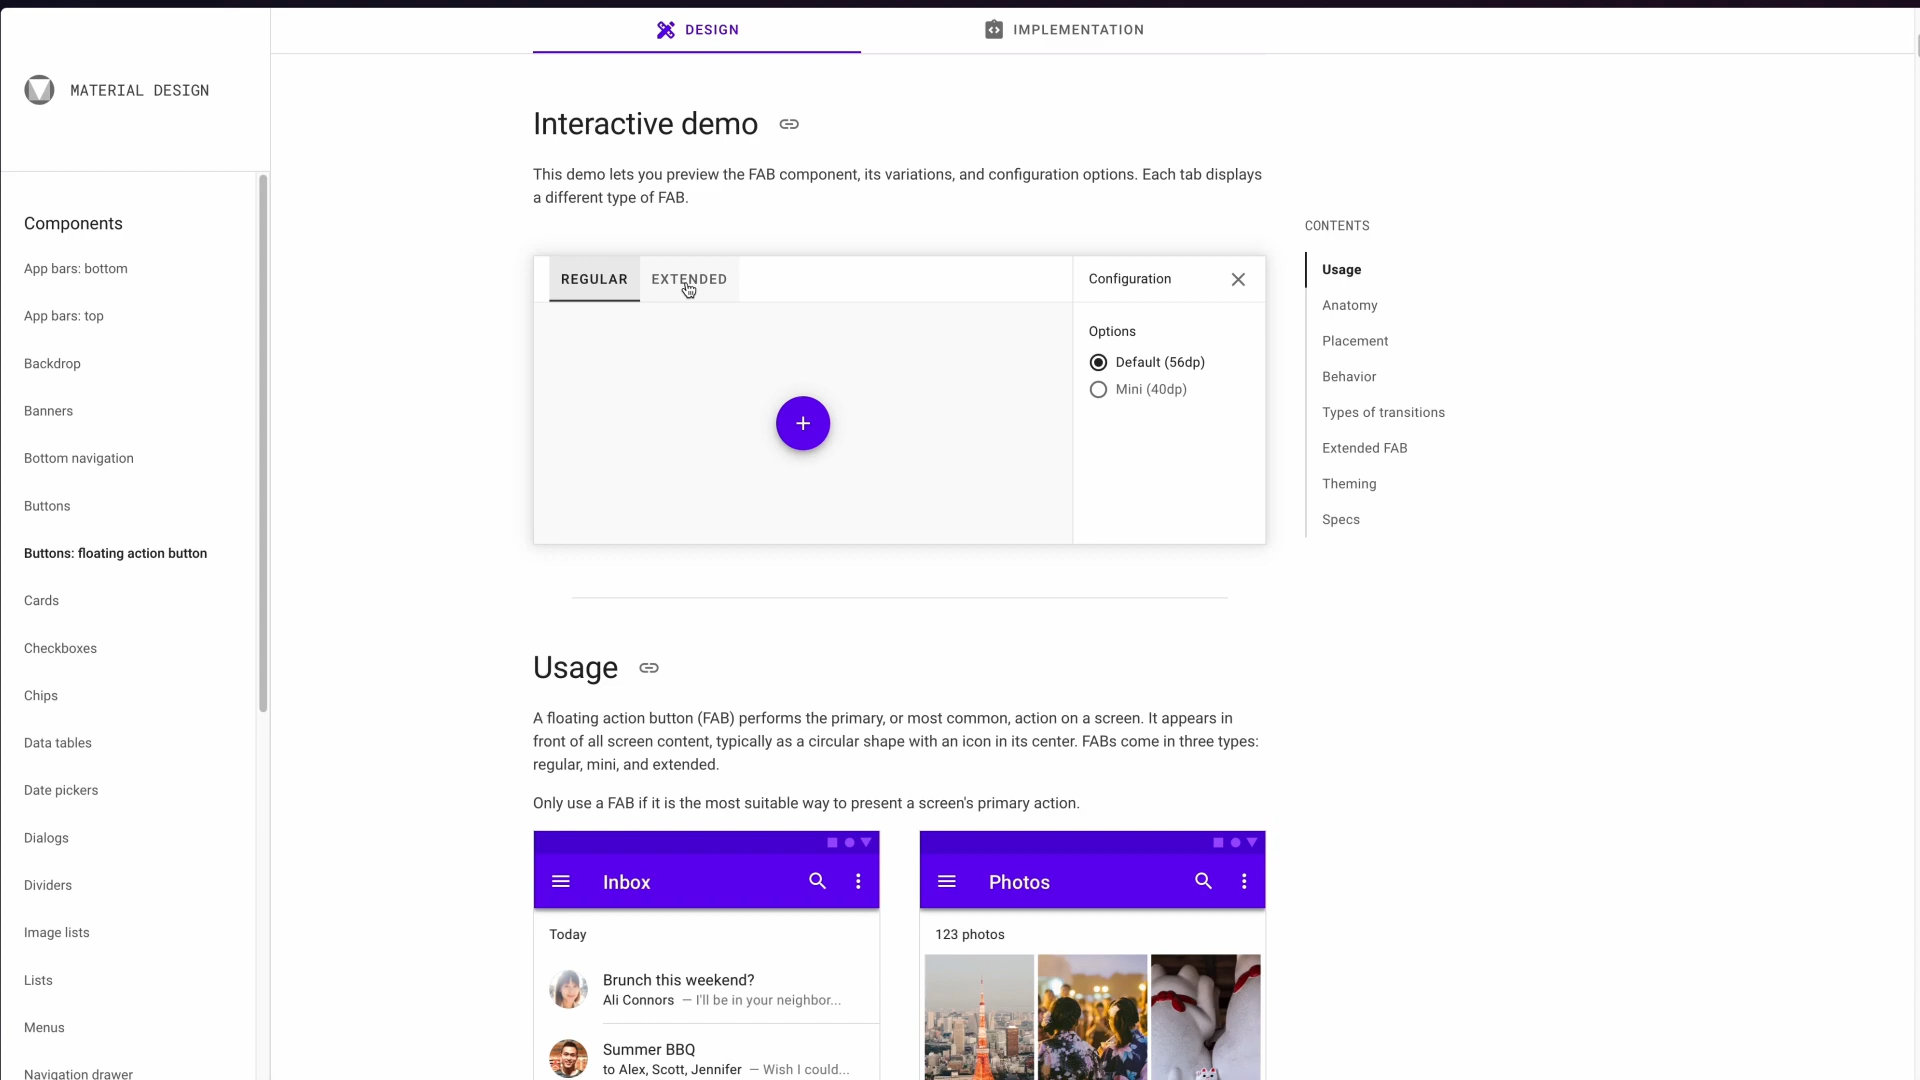 DESIGN
IMPLEMENTATION
MATERIAL DESIGN
Components
App bars: bottom
App bars: top
Backdrop
Banners
Bottom navigation
Buttons
Buttons: floating action button
Cards
Checkboxes
Chips
Data tables
Date pickers
Dialogs
Dividers
Image lists
Lists
Menus
Navigation drawer
Interactive demo
This demo lets you preview the FAB component, its variations, and configuration options. Each tab displays
a different type of FAB.
REGULAR
EXTENDED
Configuration
Options
Default (56dp)
Mini (40dp)
Usage
A floating action button (FAB) performs the primary, or most common, action on a screen. It appears in
front of all screen content, typically as a circular shape with an icon in its center. FABs come in three types:
regular, mini, and extended.
Only use a FAB if it is the most suitable way to present a screen's primary action.
Inbox
Today
Brunch this weekend?
Ali Connors — I'll be in your neighbor...
Summer BBQ
to Alex, Scott, Jennifer — Wish I could...
Photos
123 photos
CONTENTS
Usage
Anatomy
Placement
Behavior
Types of transitions
Extended FAB
Theming
Specs